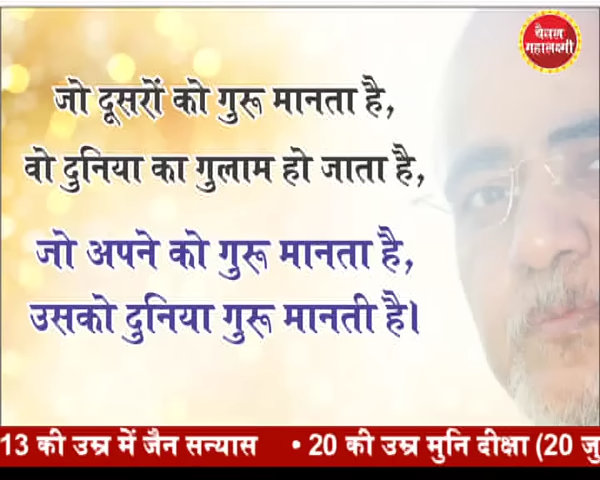 चैनल
महालक्ष्मी
जो दूसरों को गुरू मानता है,
वो दुनिया का गुलाम हो जाता है,
जो अपने को गुरू मानता है,
उसको दुनिया गुरू मानती है।
13 की उम्र में जैन सन्यास • 20 की उम्र मुनि दीक्षा (20 जु